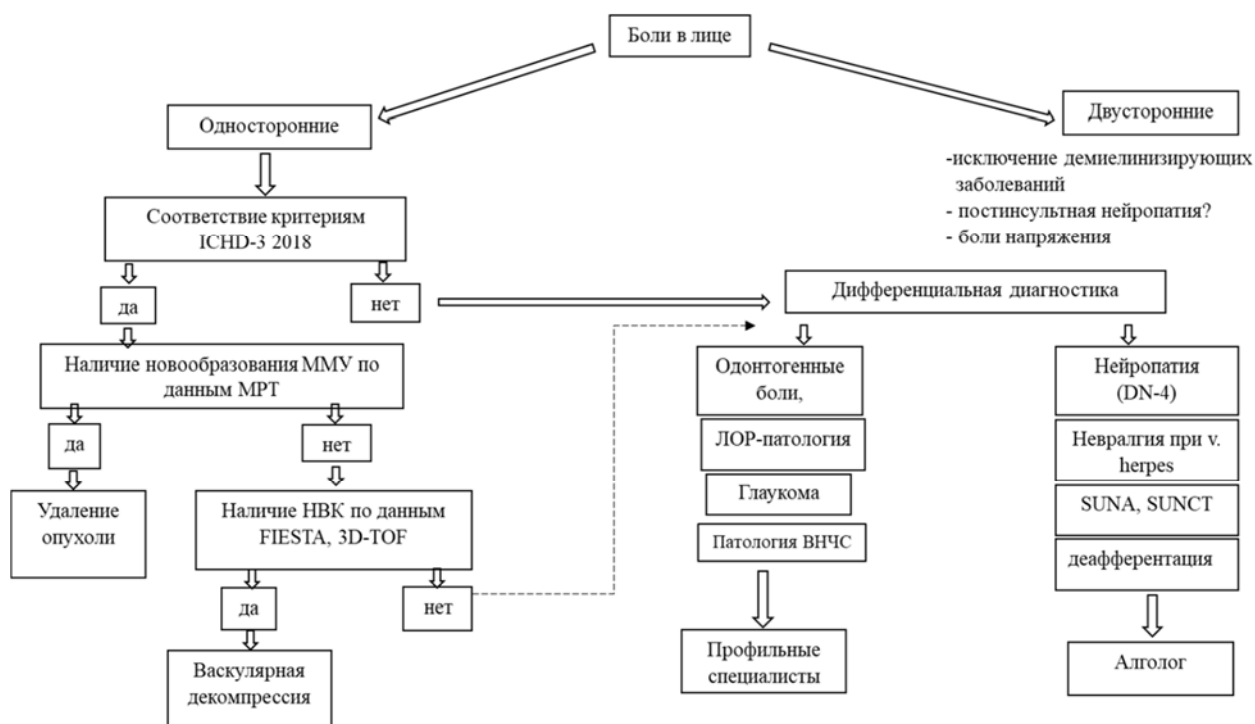 Боли в лице
Односторонние
Двусторонние
-исключение демиелинизирующих
заболеваний
- постинсультная нейропатия?
- боли напряжения
Соответствие критериям
ICHD-3 2018
да
нет
Дифференциальная диагностика
Наличие новообразования ММУ по
данным МРТ
да
нет
Удаление
опухоли
Наличие НВК по данным
FIESTA, 3D-TOF
да
нет
Васкулярная
декомпрессия
Одонтогенные
боли,
ЛОР-патология
Глаукома
Патология ВНЧС
Профильные
специалисты
Нейропатия
(DN-4)
Невралгия при v.
herpes
SUNA, SUNCT
деафферентация
Алголог